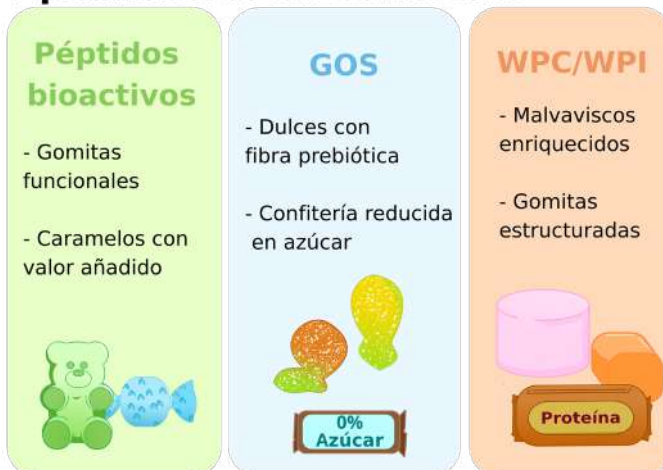 Péptidos
bioactivos
- Gomitas
funcionales
- Caramelos con
valor añadido
GOS
- Dulces con
fibra prebiótica
- Confitería reducida
en azúcar
0%
Azúcar
WPC/WPI
- Malvaviscos
enriquecidos
- Gomitas
estructuradas
Proteína